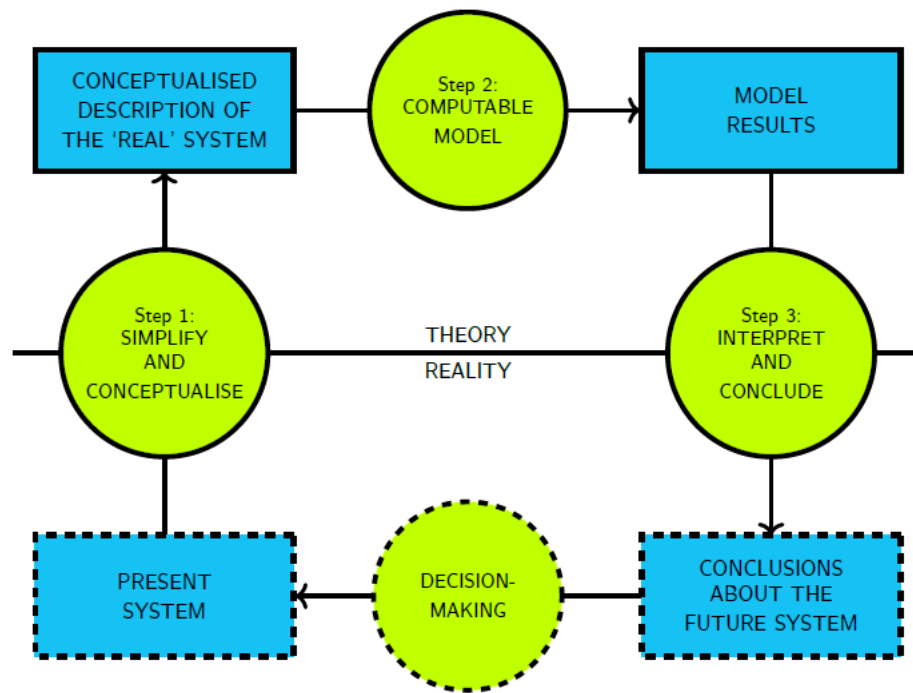 CONCEPTUALISED
DESCRIPTION OF
THE ‘REAL’ SYSTEM
Step 2:
COMPUTABLE
MODEL
MODEL
RESULTS
Step 1:
SIMPLIFY
AND
CONCEPTUALISE
THEORY
REALITY
Step 3:
INTERPRET
AND
CONCLUDE
PRESENT
SYSTEM
DECISION-
MAKING
CONCLUSIONS
ABOUT THE
FUTURE SYSTEM